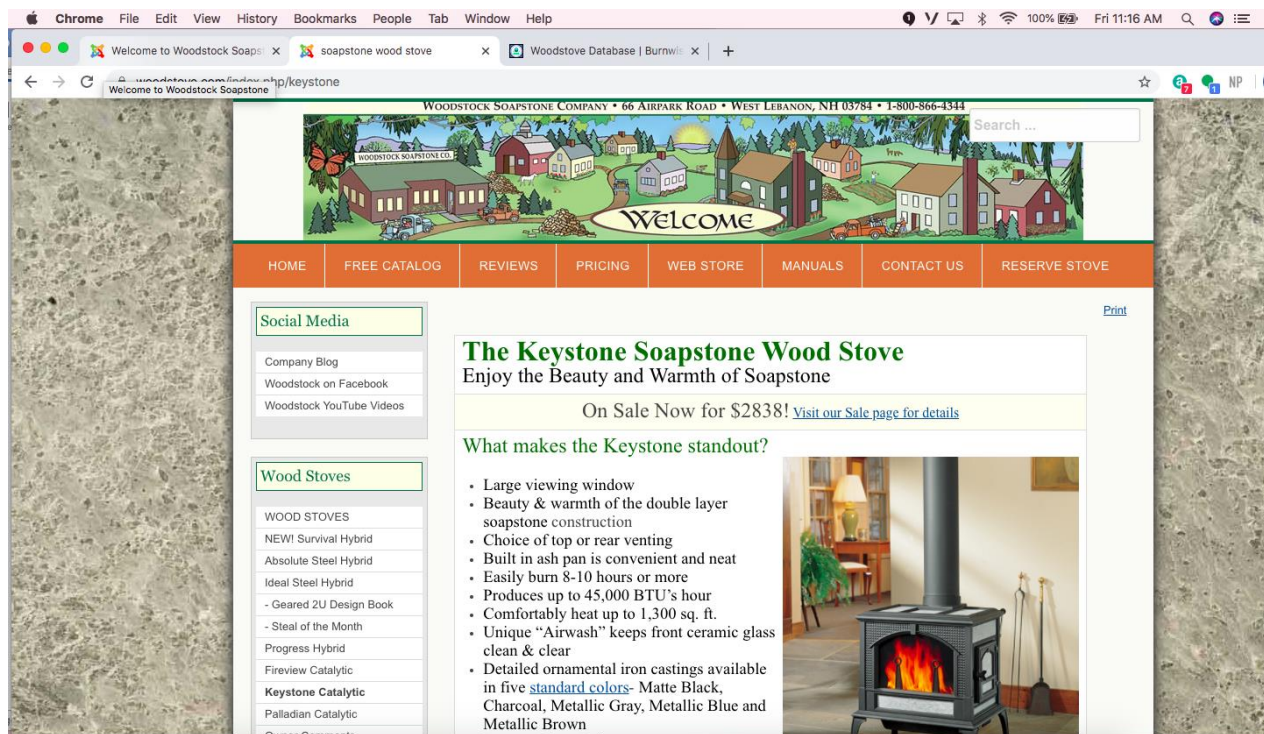 Chrome File Edit View History Bookmarks People Tab Window Help 100% Fri 11:16 AM
Welcome to Woodstock Soaps soapstone wood stove Woodstove Database | Burnwis
woodstove.com/index.php/keystone NP
Welcome to Woodstock Soapstone
WOODSTOCK SOAPSTONE COMPANY • 66 AIRPARK ROAD • WEST LEBANON, NH 03784 • 1-800-866-4344
Search ...
WOODSTOCK SOAPSTONE CO.
WELCOME
HOME FREE CATALOG REVIEWS PRICING WEB STORE MANUALS CONTACT US RESERVE STOVE
Print
Social Media
Company Blog
Woodstock on Facebook
Woodstock YouTube Videos
Wood Stoves
WOOD STOVES
NEW! Survival Hybrid
Absolute Steel Hybrid
Ideal Steel Hybrid
- Geared 2U Design Book
- Steal of the Month
Progress Hybrid
Fireview Catalytic
Keystone Catalytic
Palladian Catalytic
The Keystone Soapstone Wood Stove
Enjoy the Beauty and Warmth of Soapstone
On Sale Now for $2838! Visit our Sale page for details
What makes the Keystone standout?
• Large viewing window
• Beauty & warmth of the double layer
soapstone construction
• Choice of top or rear venting
• Built in ash pan is convenient and neat
• Easily burn 8-10 hours or more
• Produces up to 45,000 BTU's hour
• Comfortably heat up to 1,300 sq. ft.
• Unique “Airwash” keeps front ceramic glass
clean & clear
• Detailed ornamental iron castings available
in five standard colors- Matte Black,
Charcoal, Metallic Gray, Metallic Blue and
Metallic Brown